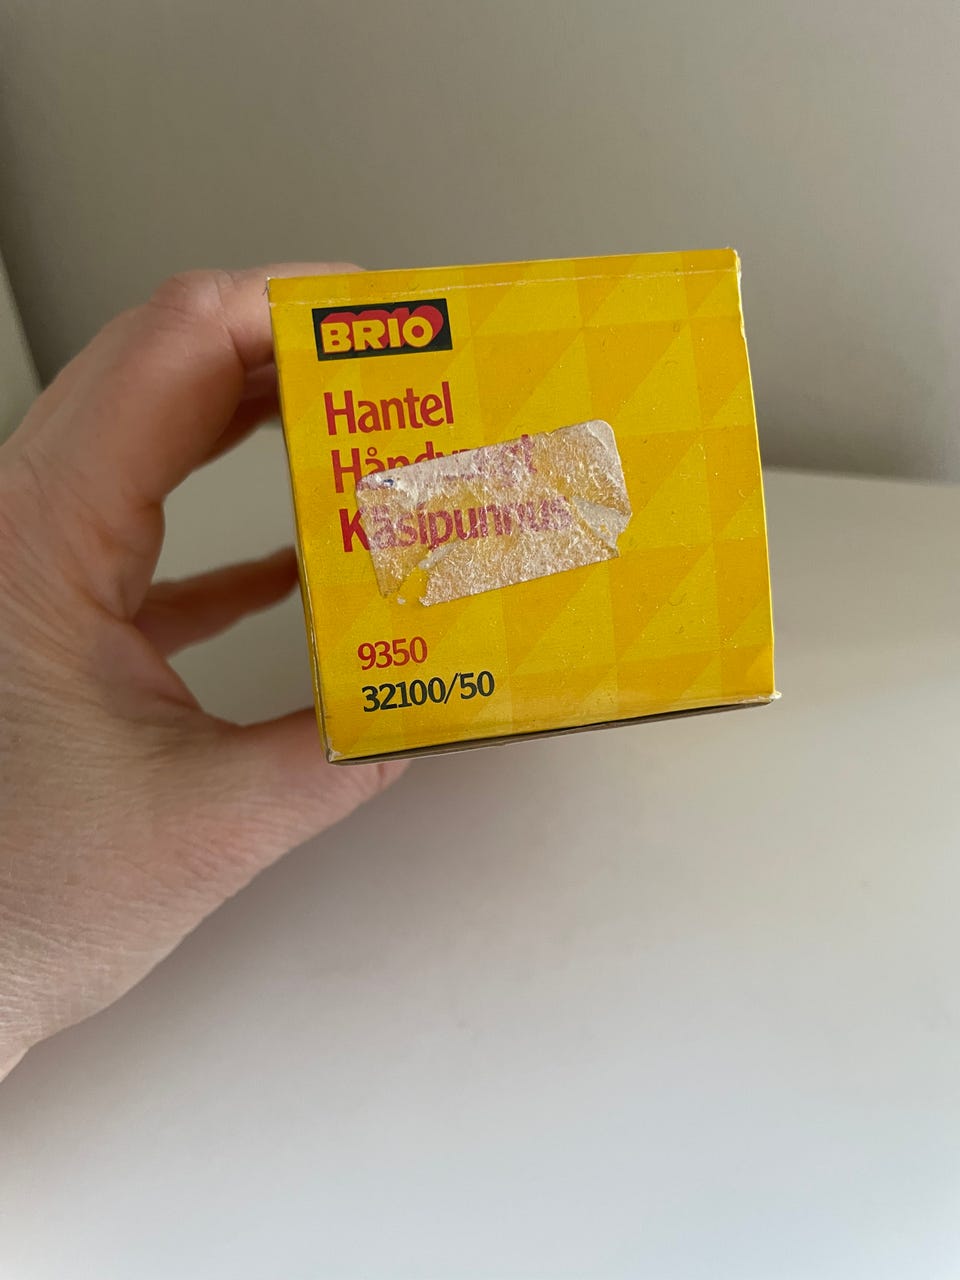 BRIO
Hantel
Käsipunnus
9350
32100/50